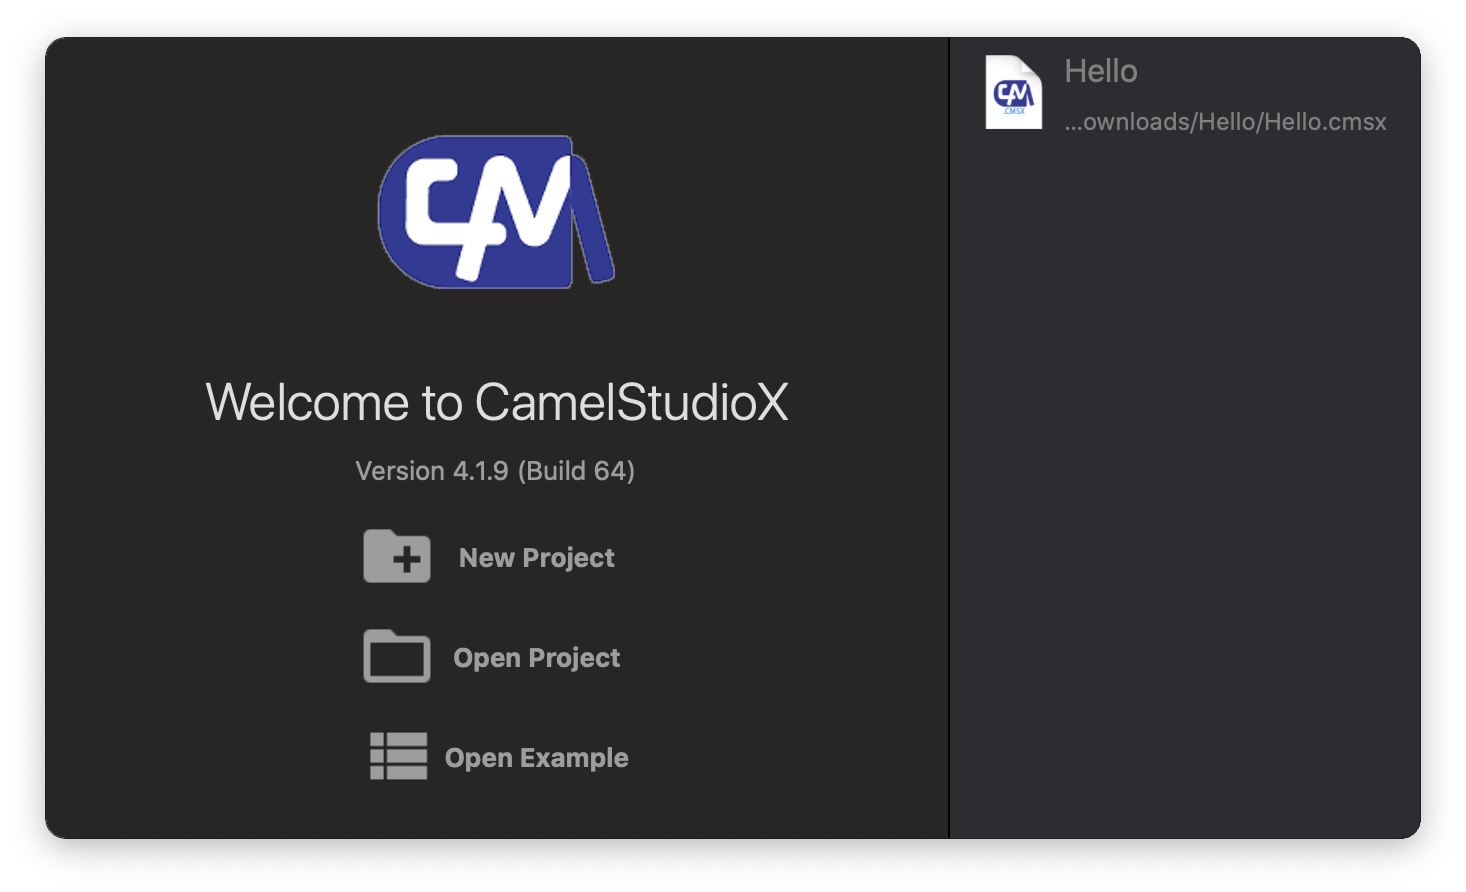 CM
Welcome to CamelStudioX
Version 4.1.9 (Build 64)
New Project
Open Project
Open Example
CM
.CMSX
Hello
...ownloads/Hello/Hello.cmsx